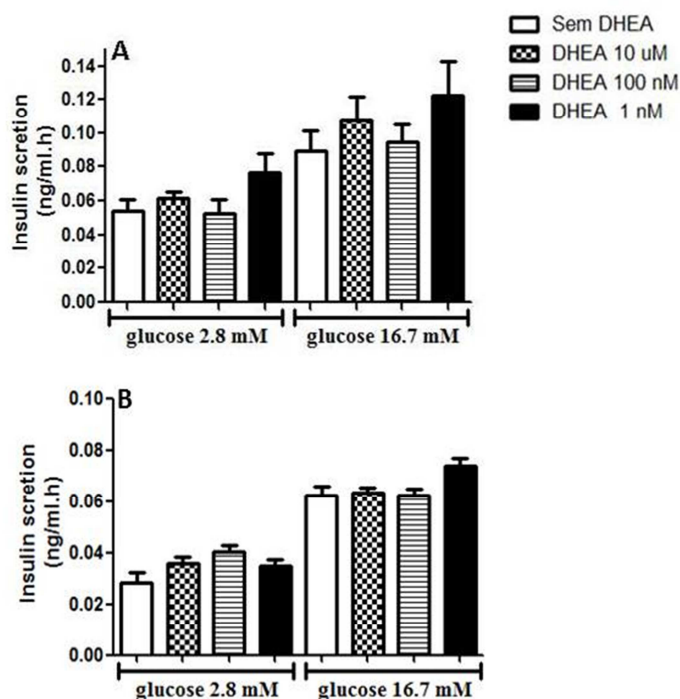 Sem DHEA
DHEA 10 uM
DHEA 100 nM
DHEA 1 nM
A
Insulin scretion
(ng/ml.h)
0.14
0.12
0.10
0.08
0.06
0.04
0.02
0.00
glucose 2.8 mM
glucose 16.7 mM
B
Insulin scretion
(ng/ml.h)
0.10
0.08
0.06
0.04
0.02
0.00
glucose 2.8 mM
glucose 16.7 mM